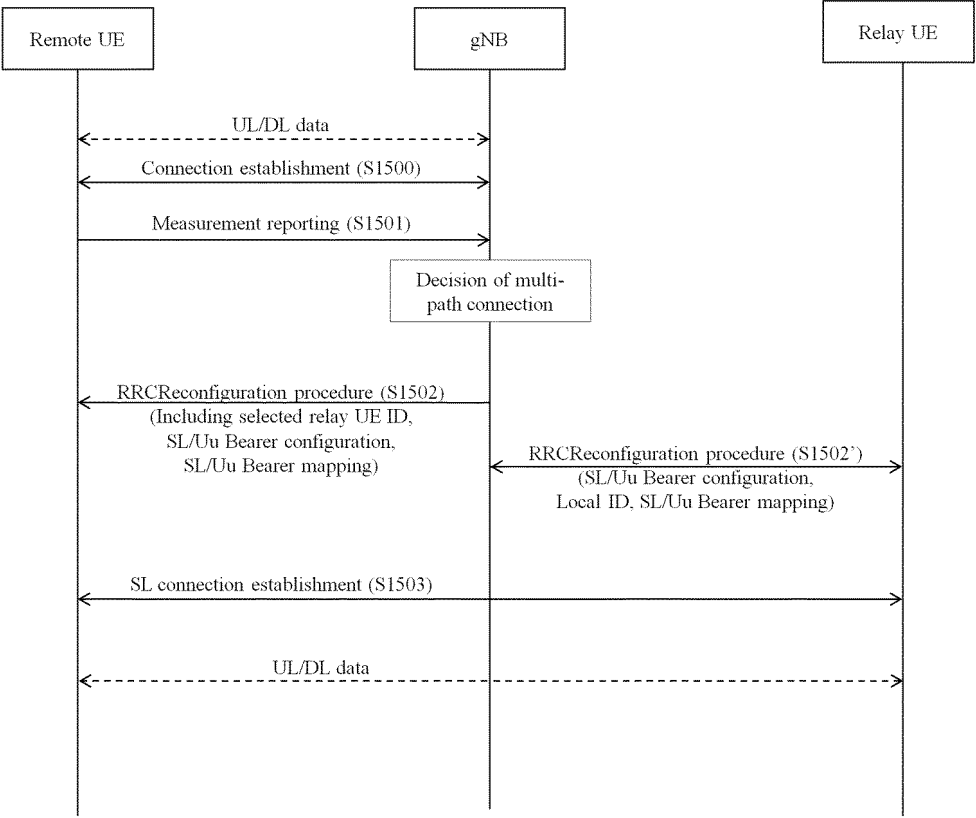 Remote UE
gNB
Relay UE
UL/DL data
Connection establishment (S1500)
Measurement reporting (S1501)
Decision of multi-
path connection
RRCReconfiguration procedure (S1502)
(Including selected relay UE ID,
SL/Uu Bearer configuration,
SL/Uu Bearer mapping)
RRCReconfiguration procedure (S1502’)
(SL/Uu Bearer configuration,
Local ID, SL/Uu Bearer mapping)
SL connection establishment (S1503)
UL/DL data